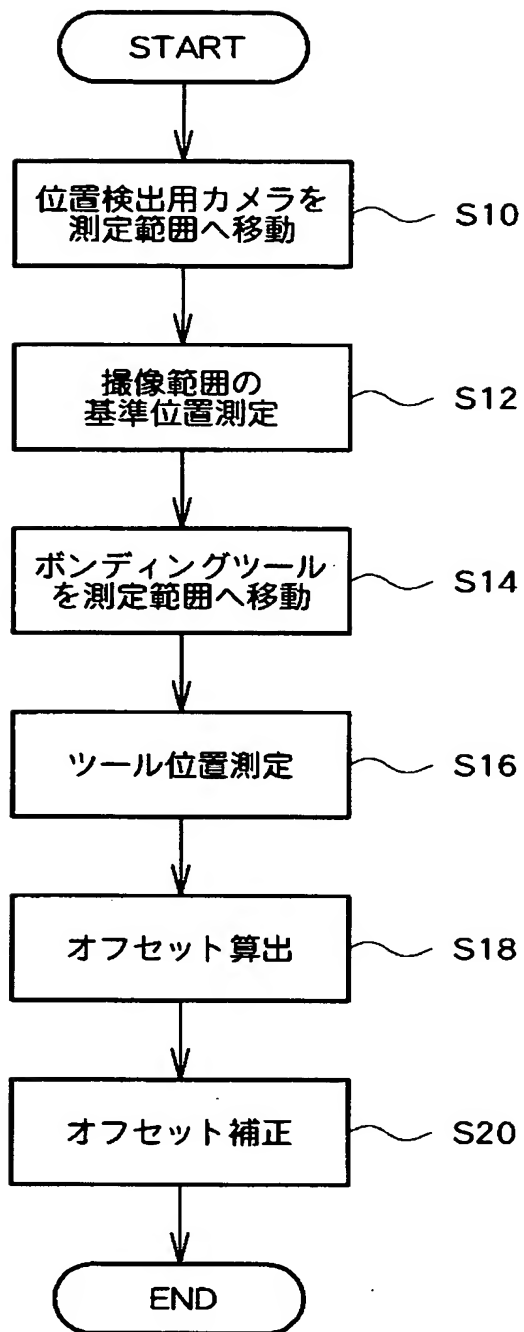 START
位置検出用カメラを
測定範囲へ移動
S10
撮像範囲の
基準位置測定
S12
ボンディングツール
を測定範囲へ移動
S14
ツール位置測定
S16
オフセット算出
S18
オフセット補正
S20
END